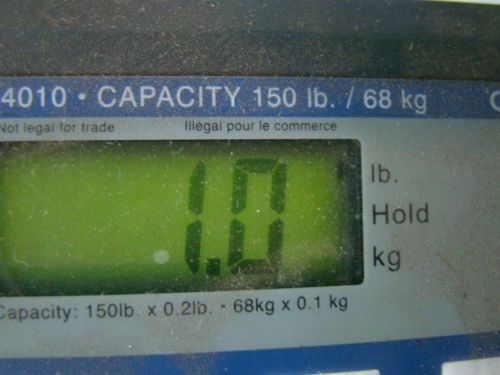 4010 • CAPACITY 150 lb. / 68 kg
Not legal for trade Illégal pour le commerce
1.0
lb.
Hold
kg
Capacity: 150lb. x 0.2lb. - 68kg x 0.1 kg